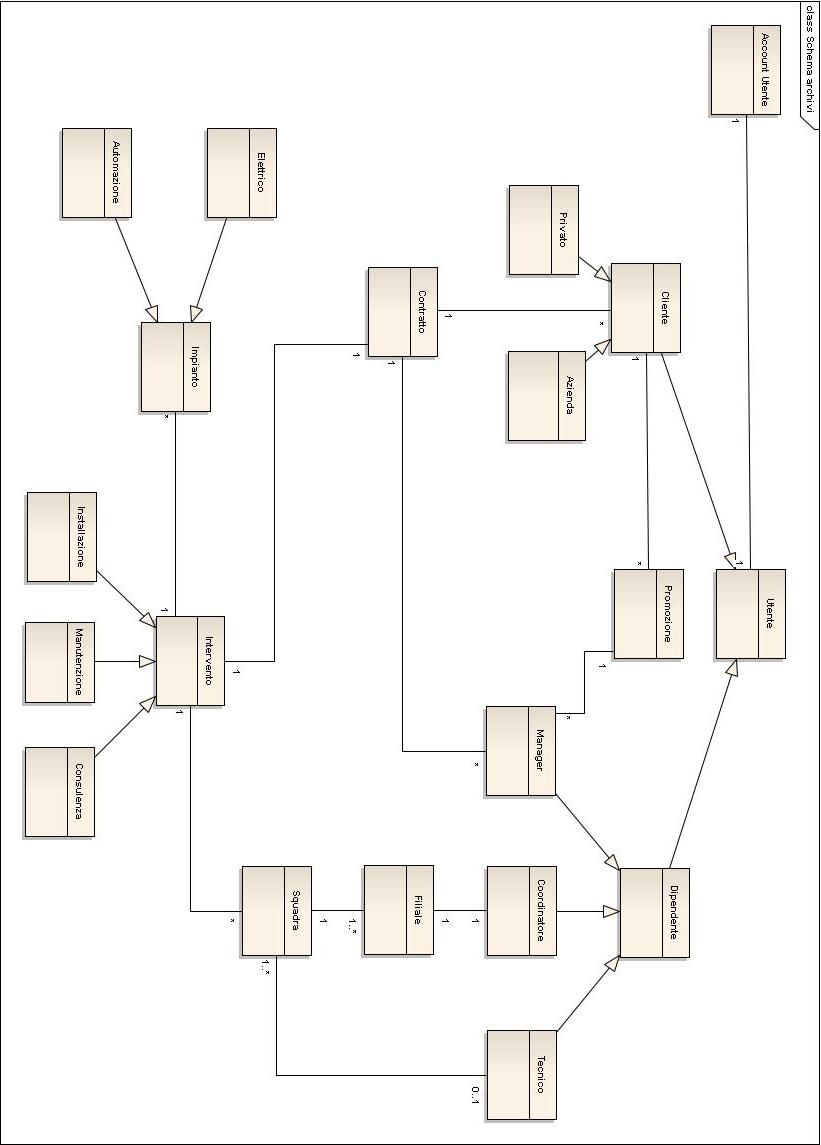 class Schema archivi
Account Utente
1
1
Utente
Elettrico
Automazione
Privato
Cliente
Azienda
*
1
1
Contratto
1
1
*
Promozione
1
*
Manager
*
Dipendente
Impianto
*
1
Intervento
1
1
Installazione
Manutenzione
Consulenza
Coordinatore
1
1
Filiale
1..*
1
Squadra
*
1..*
Tecnico
0..1